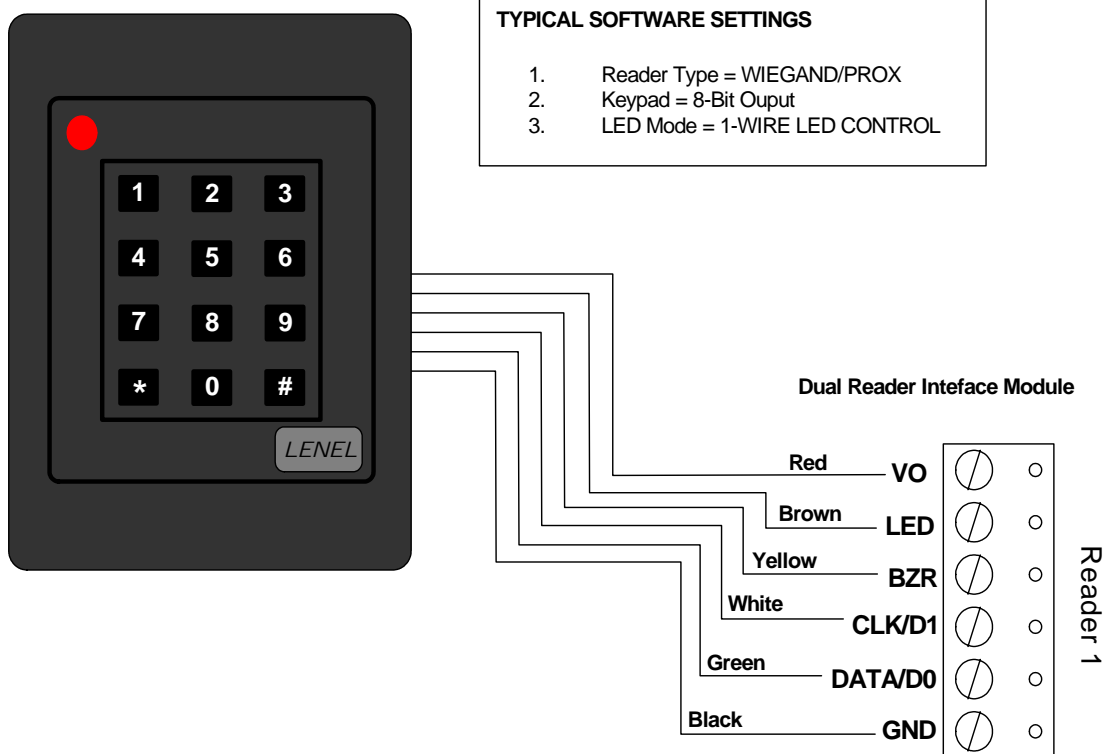 TYPICAL SOFTWARE SETTINGS
1. Reader Type = WIEGAND/PROX
2. Keypad = 8-Bit Ouput
3. LED Mode = 1-WIRE LED CONTROL
1 2 3
4 5 6
7 8 9
* 0 #
LENEL
Dual Reader Inteface Module
Red VO
Brown LED
Yellow BZR
White CLK/D1
Green DATA/D0
Black GND
Reader 1